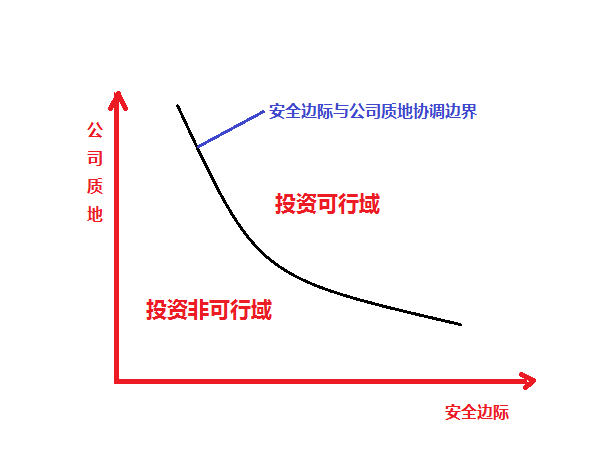 安全边际与公司质地协调边界
公司质地
投资可行域
投资非可行域
安全边际